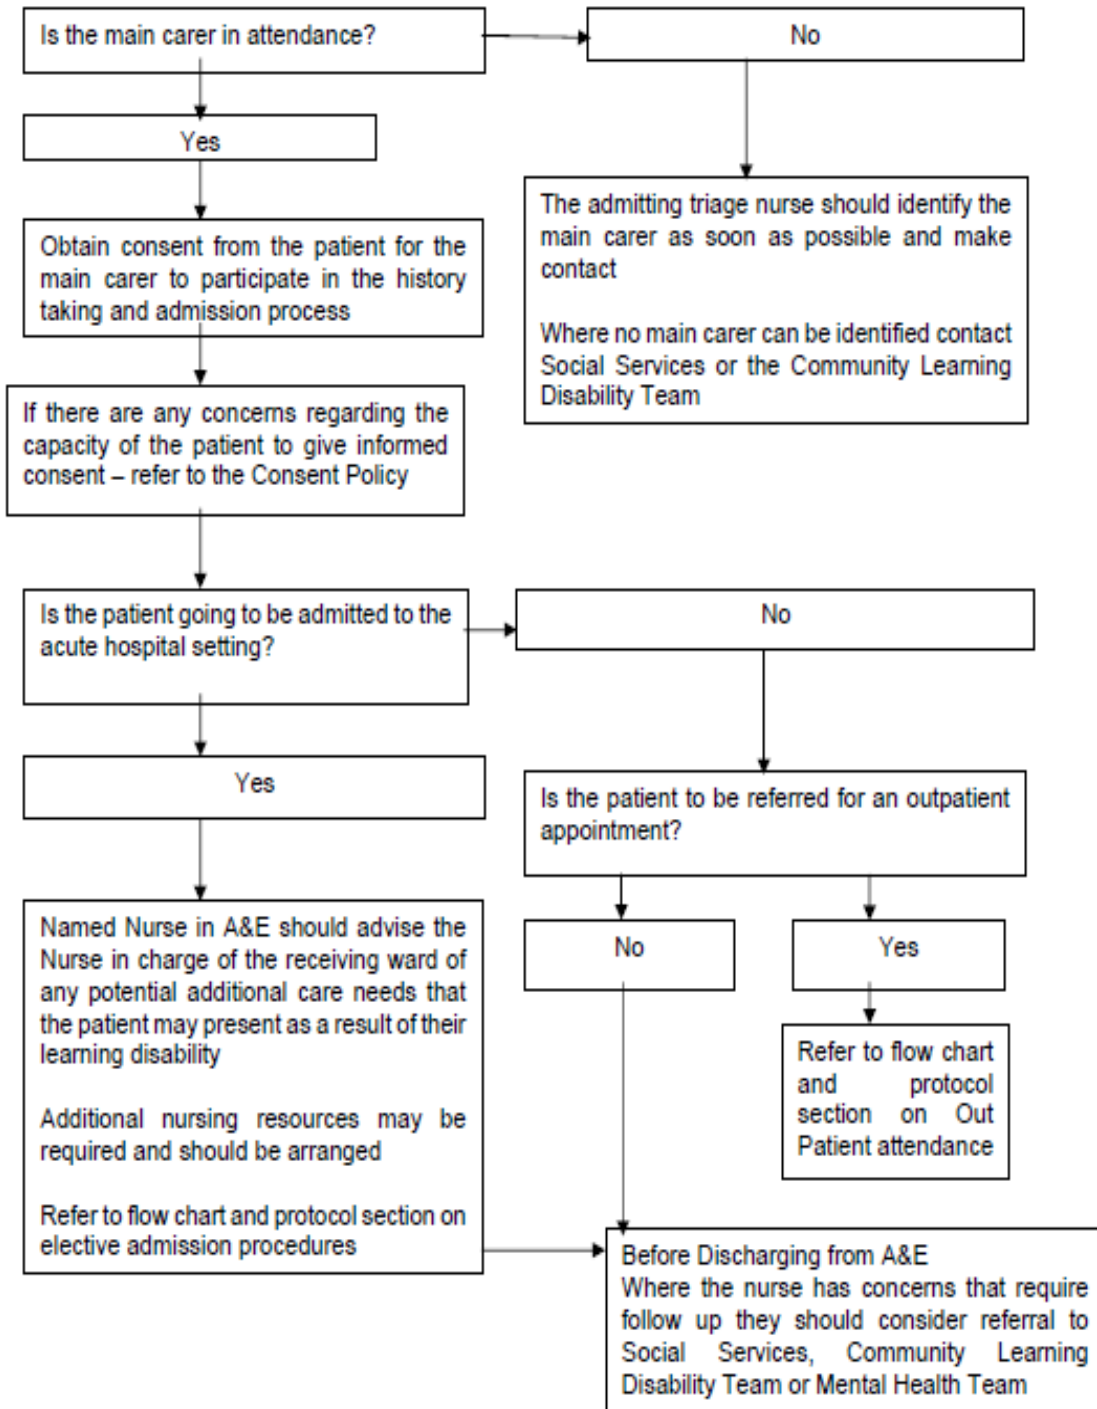 Is the main carer in attendance?
No
Yes
The admitting triage nurse should identify the
main carer as soon as possible and make
contact
Where no main carer can be identified contact
Social Services or the Community Learning
Disability Team
Obtain consent from the patient for the
main carer to participate in the history
taking and admission process
If there are any concerns regarding the
capacity of the patient to give informed
consent – refer to the Consent Policy
Is the patient going to be admitted to the
acute hospital setting?
No
Yes
Is the patient to be referred for an outpatient
appointment?
No
Yes
Named Nurse in A&E should advise the
Nurse in charge of the receiving ward of
any potential additional care needs that
the patient may present as a result of their
learning disability
Additional nursing resources may be
required and should be arranged
Refer to flow chart and protocol section on
elective admission procedures
Refer to flow chart
and protocol
section on Out
Patient attendance
Before Discharging from A&E
Where the nurse has concerns that require
follow up they should consider referral to
Social Services, Community Learning
Disability Team or Mental Health Team